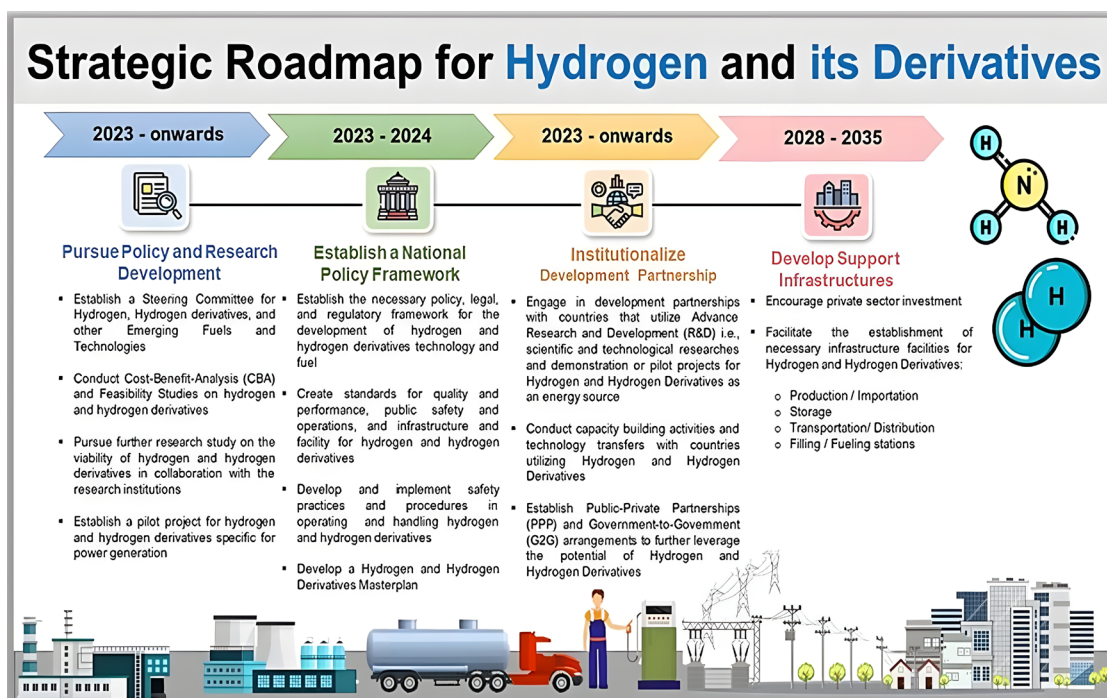 Strategic Roadmap for Hydrogen and its Derivatives
2023 - onwards
2023 - 2024
2023 - onwards
2028 - 2035
Pursue Policy and Research
Development
▪ Establish a Steering Committee for
Hydrogen, Hydrogen derivatives, and
other Emerging Fuels and
Technologies
▪ Conduct Cost-Benefit-Analysis (CBA)
and Feasibility Studies on hydrogen
and hydrogen derivatives
▪ Pursue further research study on the
viability of hydrogen and hydrogen
derivatives in collaboration with the
research institutions
▪ Establish a pilot project for hydrogen
and hydrogen derivatives specific for
power generation
Establish a National
Policy Framework
▪ Establish the necessary policy, legal,
and regulatory framework for the
development of hydrogen and
hydrogen derivatives technology and
fuel
▪ Create standards for quality and
performance, public safety and
operations, and infrastructure and
facility for hydrogen and hydrogen
derivatives
▪ Develop and implement safety
practices and procedures in
operating and handling hydrogen
and hydrogen derivatives
▪ Develop a Hydrogen and Hydrogen
Derivatives Masterplan
Institutionalize
Development Partnership
▪ Engage in development partnerships
with countries that utilize Advance
Research and Development (R&D) i.e.,
scientific and technological researches
and demonstration or pilot projects for
Hydrogen and Hydrogen Derivatives as
an energy source
▪ Conduct capacity building activities and
technology transfers with countries
utilizing Hydrogen and Hydrogen
Derivatives
▪ Establish Public-Private Partnerships
(PPP) and Government-to-Government
(G2G) arrangements to further leverage
the potential of Hydrogen and
Hydrogen Derivatives
Develop Support
Infrastructures
▪ Encourage private sector investment
▪ Facilitate the establishment of
necessary infrastructure facilities for
Hydrogen and Hydrogen Derivatives:
o Production / Importation
o Storage
o Transportation/ Distribution
o Filling / Fueling stations
H
N
H
H
H
H